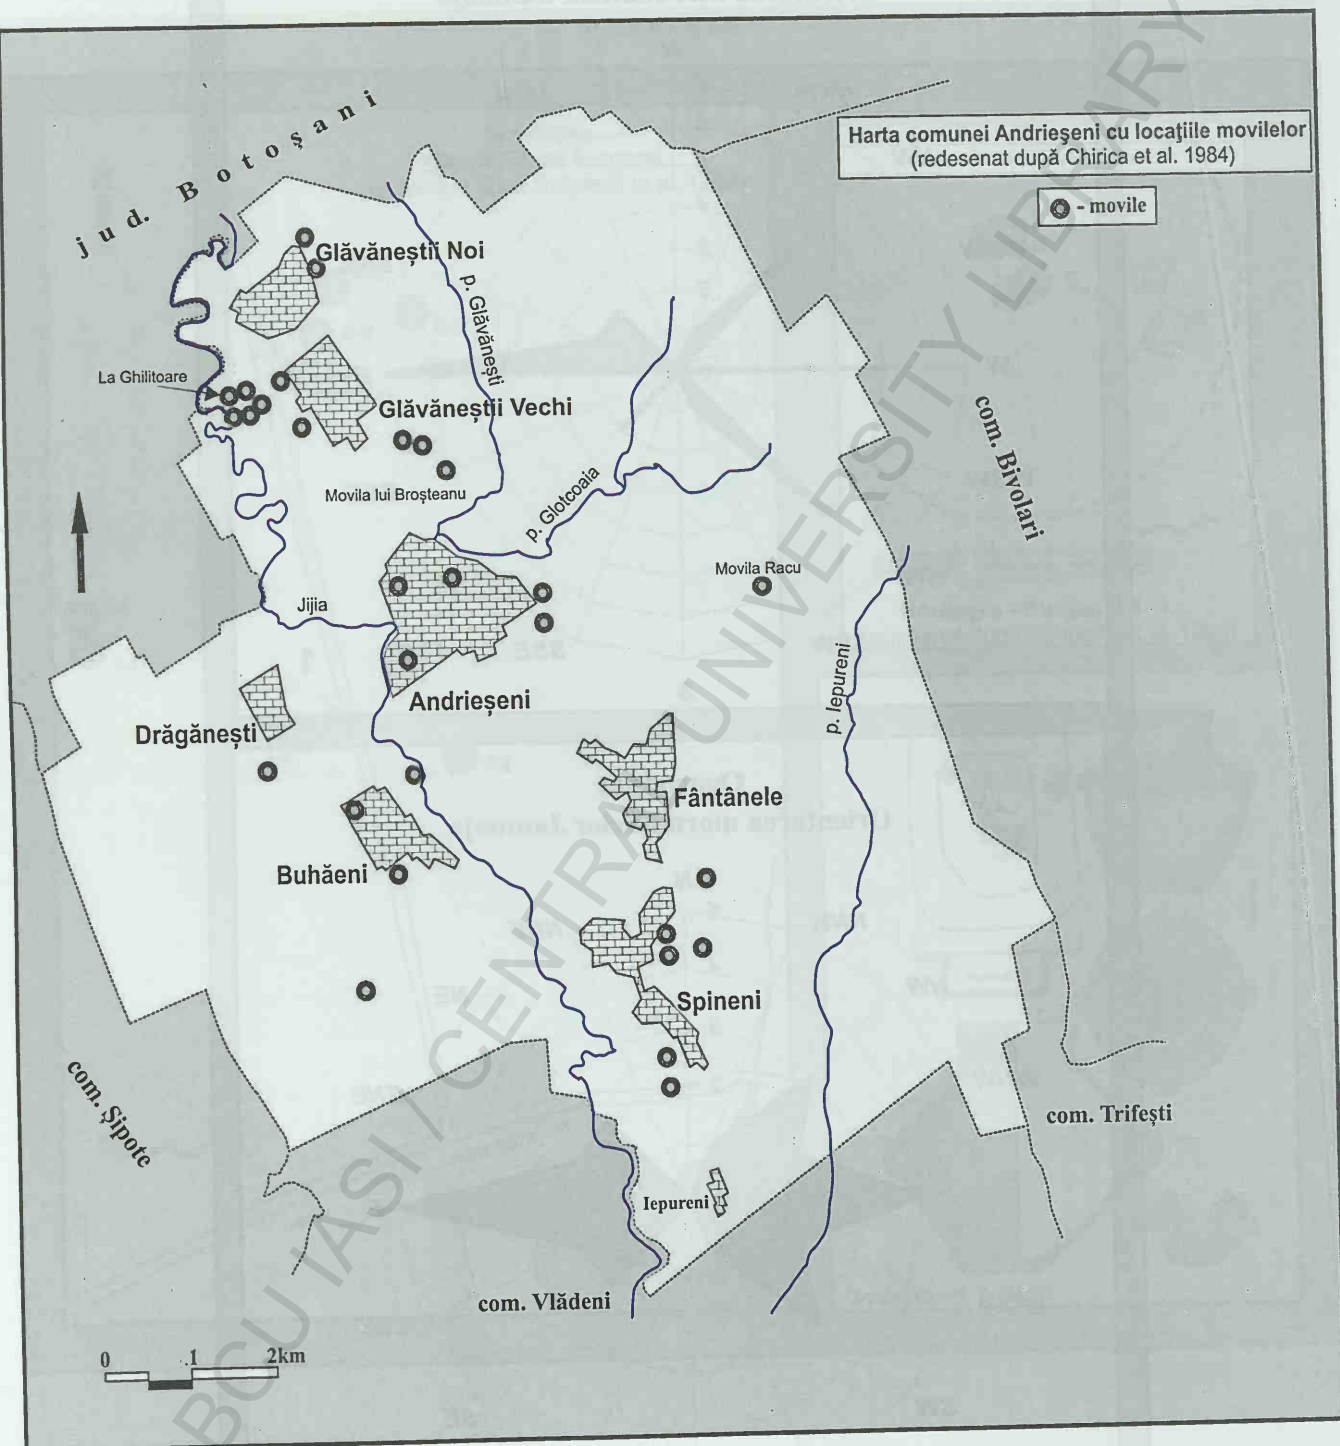 Harta comunei Andrieşeni cu locaţiile movilelor
(redesenat după Chirica et al. 1984)
- movile
jud. Botoşani
Glăvăneştii Noi
p. Glăvăneşti
La Ghilitoare
Glăvăneştii Vechi
Movila lui Broşteanu
p. Glotcoaia
com. Bivolari
Movila Racu
Jijia
Andrieşeni
p. Iepureni
Drăgăneşti
Fântânele
Buhăeni
Spineni
com. Şipote
com. Trifeşti
Iepureni
com. Vlădeni
0 .1 2km
BCU IASI / CENTRAL UNIVERSITY LIBRARY